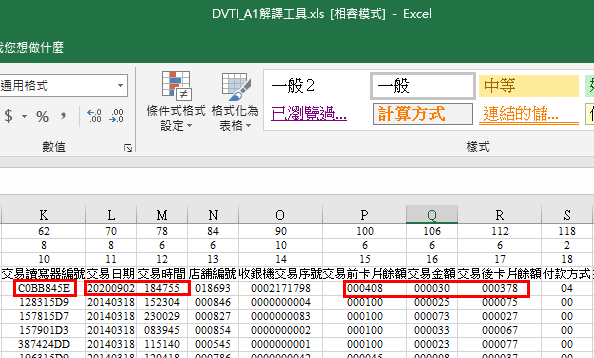 DVTI_A1解譯工具.xls [相容模式] - Excel
找您想做什麼
通用格式
$ % , .00 .00
數值
條件式格式
設定
格式化為
表格
一般 2 一般 中等
已瀏覽過... 計算方式 連結的儲...
樣式
K L M N O P Q R S
62 70 78 84 90 100 106 112 118
8 8 6 6 10 6 6 6 2
10 11 12 13 14 15 16 17 18
交易讀寫器編號 交易日期 交易時間 店舖編號 收銀機交易序號 交易前卡片餘額 交易金額 交易後卡片餘額 付款方式
C0BB845E 20200902 184755 018693 0002171798 000408 000030 000378 04
128315D9 20140318 152304 000846 0000000004 000100 000025 000075 00
157815D7 20140318 230029 000827 0000000083 000100 000073 000027 00
157901D3 20140318 083945 000854 0000000002 000100 000033 000067 00
387424DD 20140318 115140 000545 0000000001 000100 000055 000045 00